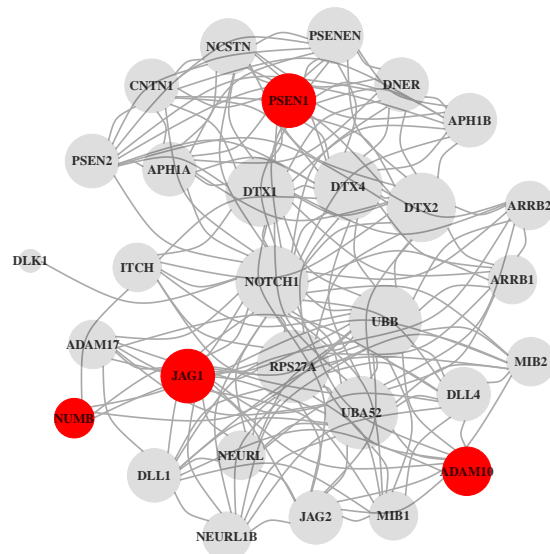 PSENEN
NCSTN
CNTN1
DNER
PSEN1
APH1B
PSEN2
APH1A
DTX1
DTX4
DTX2
ARRB2
DLK1
ITCH
NOTCH1
ARRB1
UBB
ADAM17
RPS27A
MIB2
JAG1
DLL4
NUMB
UBA52
NEURL
DLL1
ADAM10
JAG2
MIB1
NEURL1B